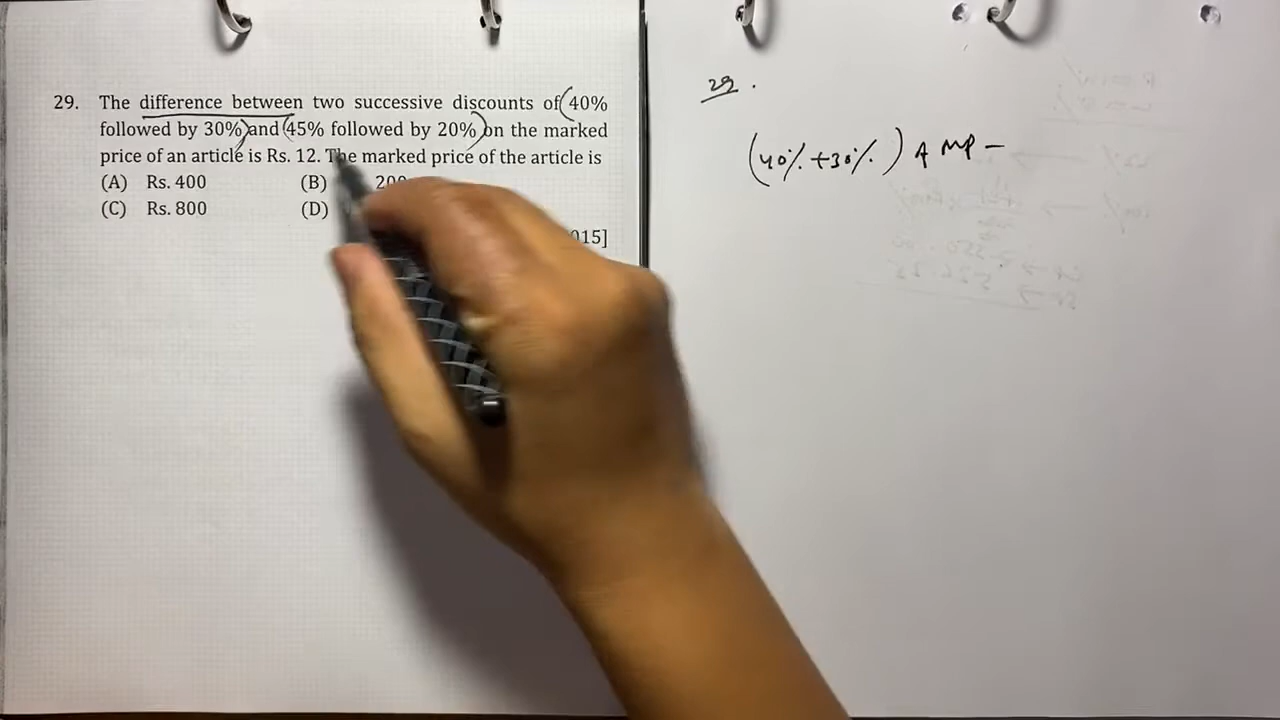 29. The difference between two successive discounts of (40%
followed by 30%) and (45% followed by 20%) on the marked
price of an article is Rs. 12. The marked price of the article is
(A) Rs. 400 (B) 200
(C) Rs. 800 (D)
015]
29.
(40% + 30%) MP -